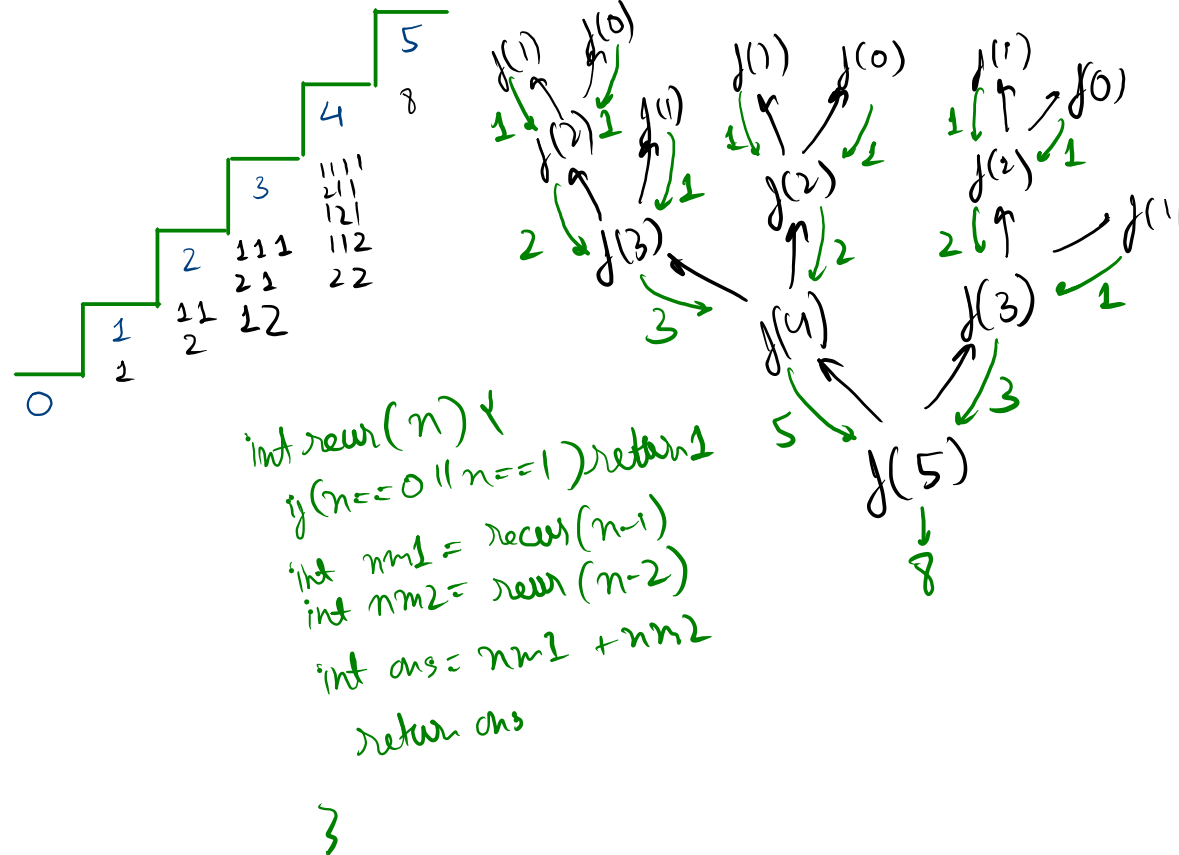 5
8
4
1111
211
121
112
22
3
111
21
12
2
11
2
1
1
0
f(1) f(0) f(1) f(0) f(1) f(0)
1 1 1 1 1 1
f(2) f(1) f(2) f(2) f(1)
2 1 2 2 1
f(3) f(4) f(3)
3 5 3
f(5)
8
int recur(n) {
if(n==0 || n==1) return 1
int nm1 = recur(n-1)
int nm2 = recur(n-2)
int ans = nm1 + nm2
return ans
}